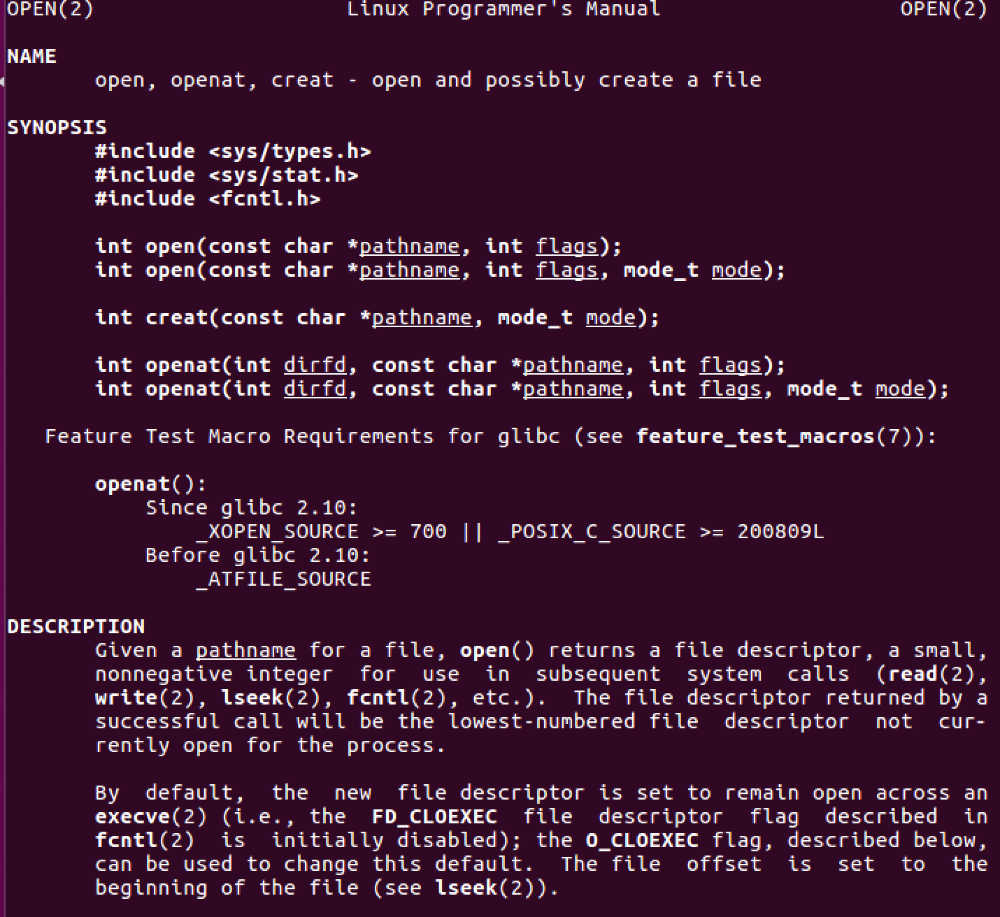 OPEN(2) Linux Programmer's Manual OPEN(2)
NAME
open, openat, creat - open and possibly create a file
SYNOPSIS
#include <sys/types.h>
#include <sys/stat.h>
#include <fcntl.h>
int open(const char *pathname, int flags);
int open(const char *pathname, int flags, mode_t mode);
int creat(const char *pathname, mode_t mode);
int openat(int dirfd, const char *pathname, int flags);
int openat(int dirfd, const char *pathname, int flags, mode_t mode);
Feature Test Macro Requirements for glibc (see feature_test_macros(7)):
openat():
Since glibc 2.10:
_XOPEN_SOURCE >= 700 || _POSIX_C_SOURCE >= 200809L
Before glibc 2.10:
_ATFILE_SOURCE
DESCRIPTION
Given a pathname for a file, open() returns a file descriptor, a small,
nonnegative integer for use in subsequent system calls (read(2),
write(2), lseek(2), fcntl(2), etc.). The file descriptor returned by a
successful call will be the lowest-numbered file descriptor not cur-
rently open for the process.
By default, the new file descriptor is set to remain open across an
execve(2) (i.e., the FD_CLOEXEC file descriptor flag described in
fcntl(2) is initially disabled); the O_CLOEXEC flag, described below,
can be used to change this default. The file offset is set to the
beginning of the file (see lseek(2)).